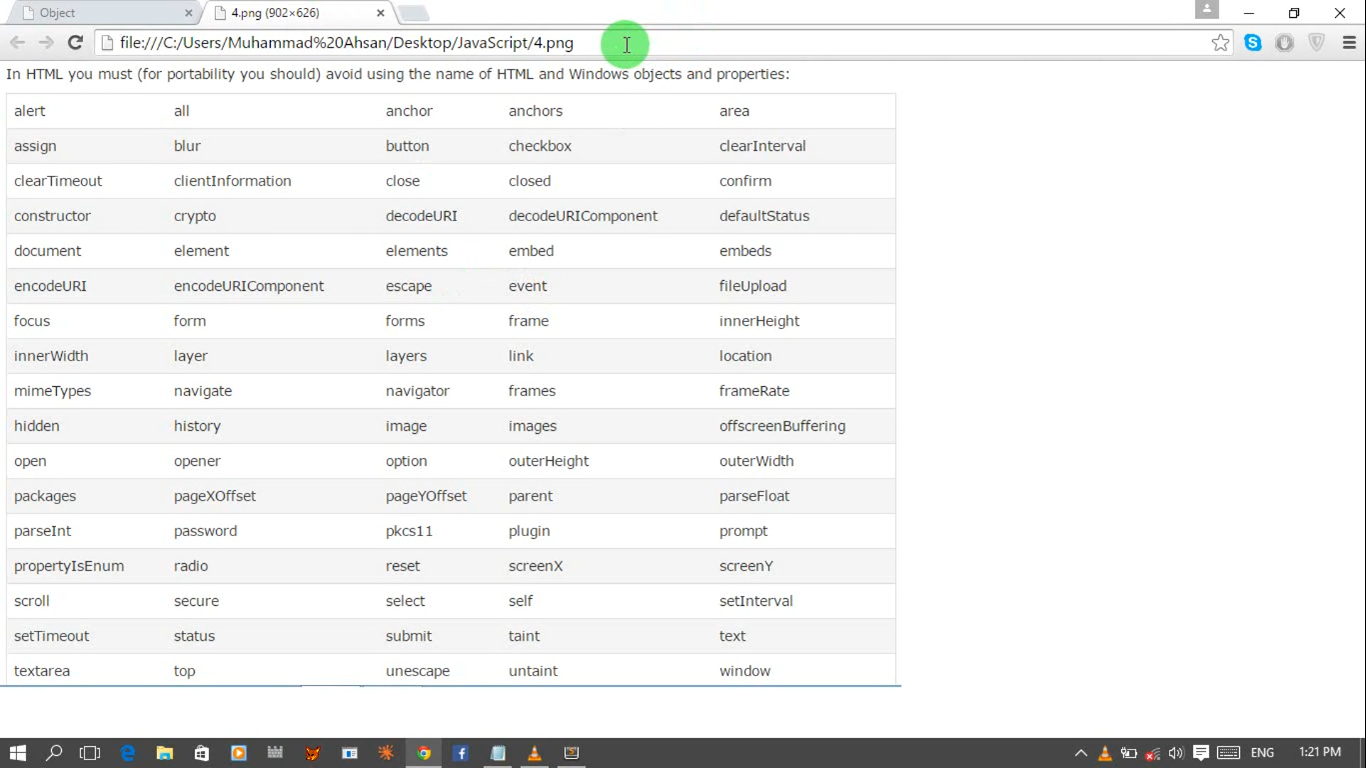 Object
4.png (902×626)
file:///C:/Users/Muhammad%20Ahsan/Desktop/JavaScript/4.png
In HTML you must (for portability you should) avoid using the name of HTML and Windows objects and properties:
alert all anchor anchors area
assign blur button checkbox clearInterval
clearTimeout clientInformation close closed confirm
constructor crypto decodeURI decodeURIComponent defaultStatus
document element elements embed embeds
encodeURI encodeURIComponent escape event fileUpload
focus form forms frame innerHeight
innerWidth layer layers link location
mimeTypes navigate navigator frames frameRate
hidden history image images offscreenBuffering
open opener option outerHeight outerWidth
packages pageXOffset pageYOffset parent parseFloat
parseInt password pkcs11 plugin prompt
propertyIsEnum radio reset screenX screenY
scroll secure select self setInterval
setTimeout status submit taint text
textarea top unescape untaint window
ENG 1:21 PM